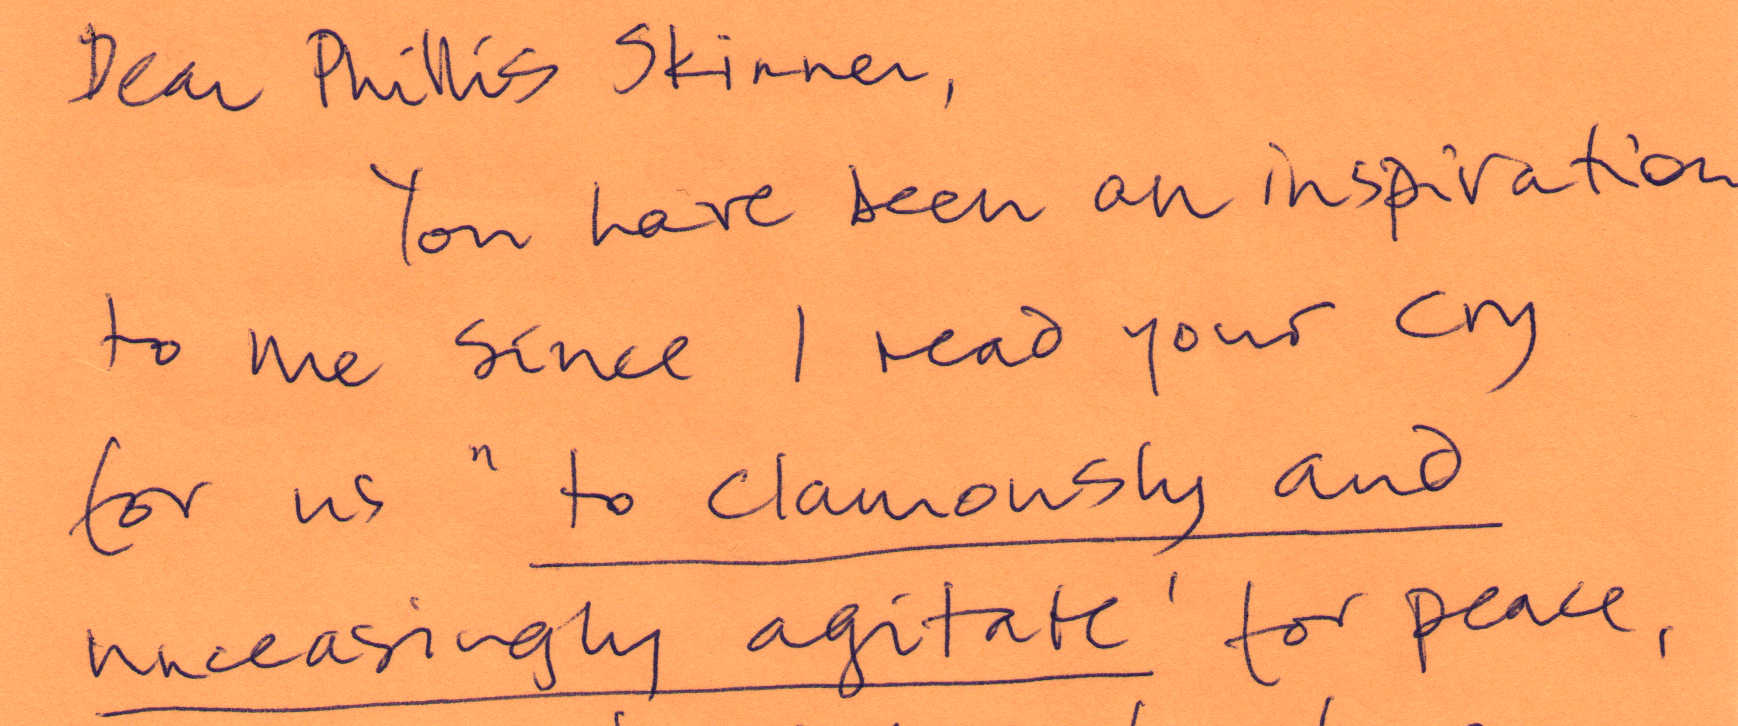 Dear Phillis Skinner,
You have been an inspiration
to me since I read your cry
for us "to clamously and
unceasingly agitate' for peace,